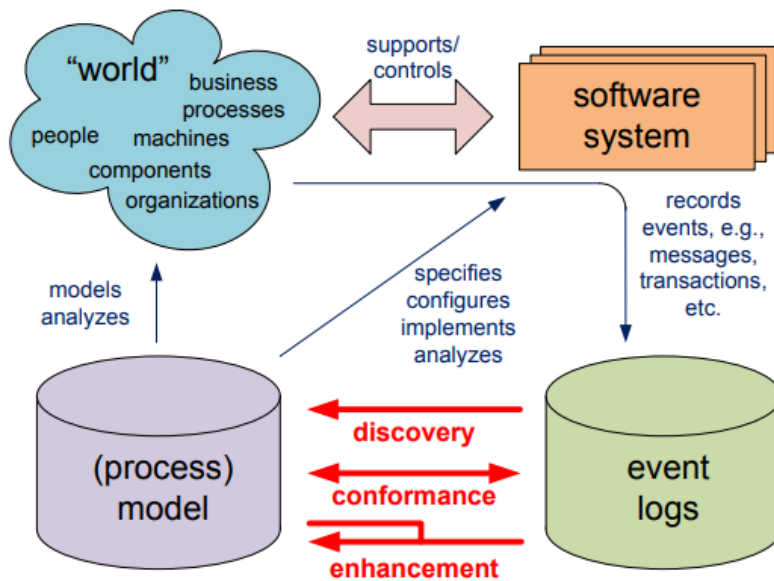 “world”
business
processes
people
machines
components
organizations
supports/
controls
software
system
records
events, e.g.,
messages,
transactions,
etc.
models
analyzes
specifies
configures
implements
analyzes
discovery
conformance
enhancement
(process)
model
event
logs